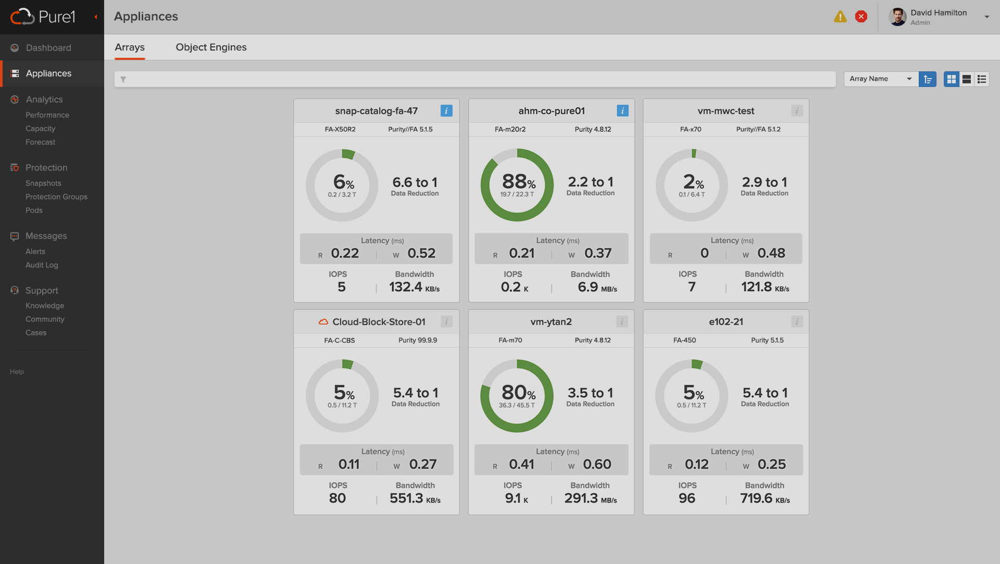 Pure1
Appliances
David Hamilton
Admin
Dashboard
Appliances
Analytics
Performance
Capacity
Forecast
Protection
Snapshots
Protection Groups
Pods
Messages
Alerts
Audit Log
Support
Knowledge
Community
Cases
Help
Arrays Object Engines
Array Name
snap-catalog-fa-47 i
FA-X50R2 Purity//FA 5.1.5
6%
0.2 / 3.2 T
6.6 to 1
Data Reduction
Latency (ms)
R 0.22 W 0.52
IOPS Bandwidth
5 132.4 KB/s
ahm-co-pure01 i
FA-m20r2 Purity 4.8.12
88%
19.7 / 22.3 T
2.2 to 1
Data Reduction
Latency (ms)
R 0.21 W 0.37
IOPS Bandwidth
0.2 K 6.9 MB/s
vm-mwc-test i
FA-x70 Purity//FA 5.1.2
2%
0.1 / 6.4 T
2.9 to 1
Data Reduction
Latency (ms)
R 0 W 0.48
IOPS Bandwidth
7 121.8 KB/s
Cloud-Block-Store-01 i
FA-C-CBS Purity 99.9.9
5%
0.5 / 11.2 T
5.4 to 1
Data Reduction
Latency (ms)
R 0.11 W 0.27
IOPS Bandwidth
80 551.3 KB/s
vm-ytan2 i
FA-m70 Purity 4.8.12
80%
36.3 / 45.5 T
3.5 to 1
Data Reduction
Latency (ms)
R 0.41 W 0.60
IOPS Bandwidth
9.1 K 291.3 MB/s
e102-21 i
FA-450 Purity 5.1.5
5%
0.5 / 11.2 T
5.4 to 1
Data Reduction
Latency (ms)
R 0.12 W 0.25
IOPS Bandwidth
96 719.6 KB/s